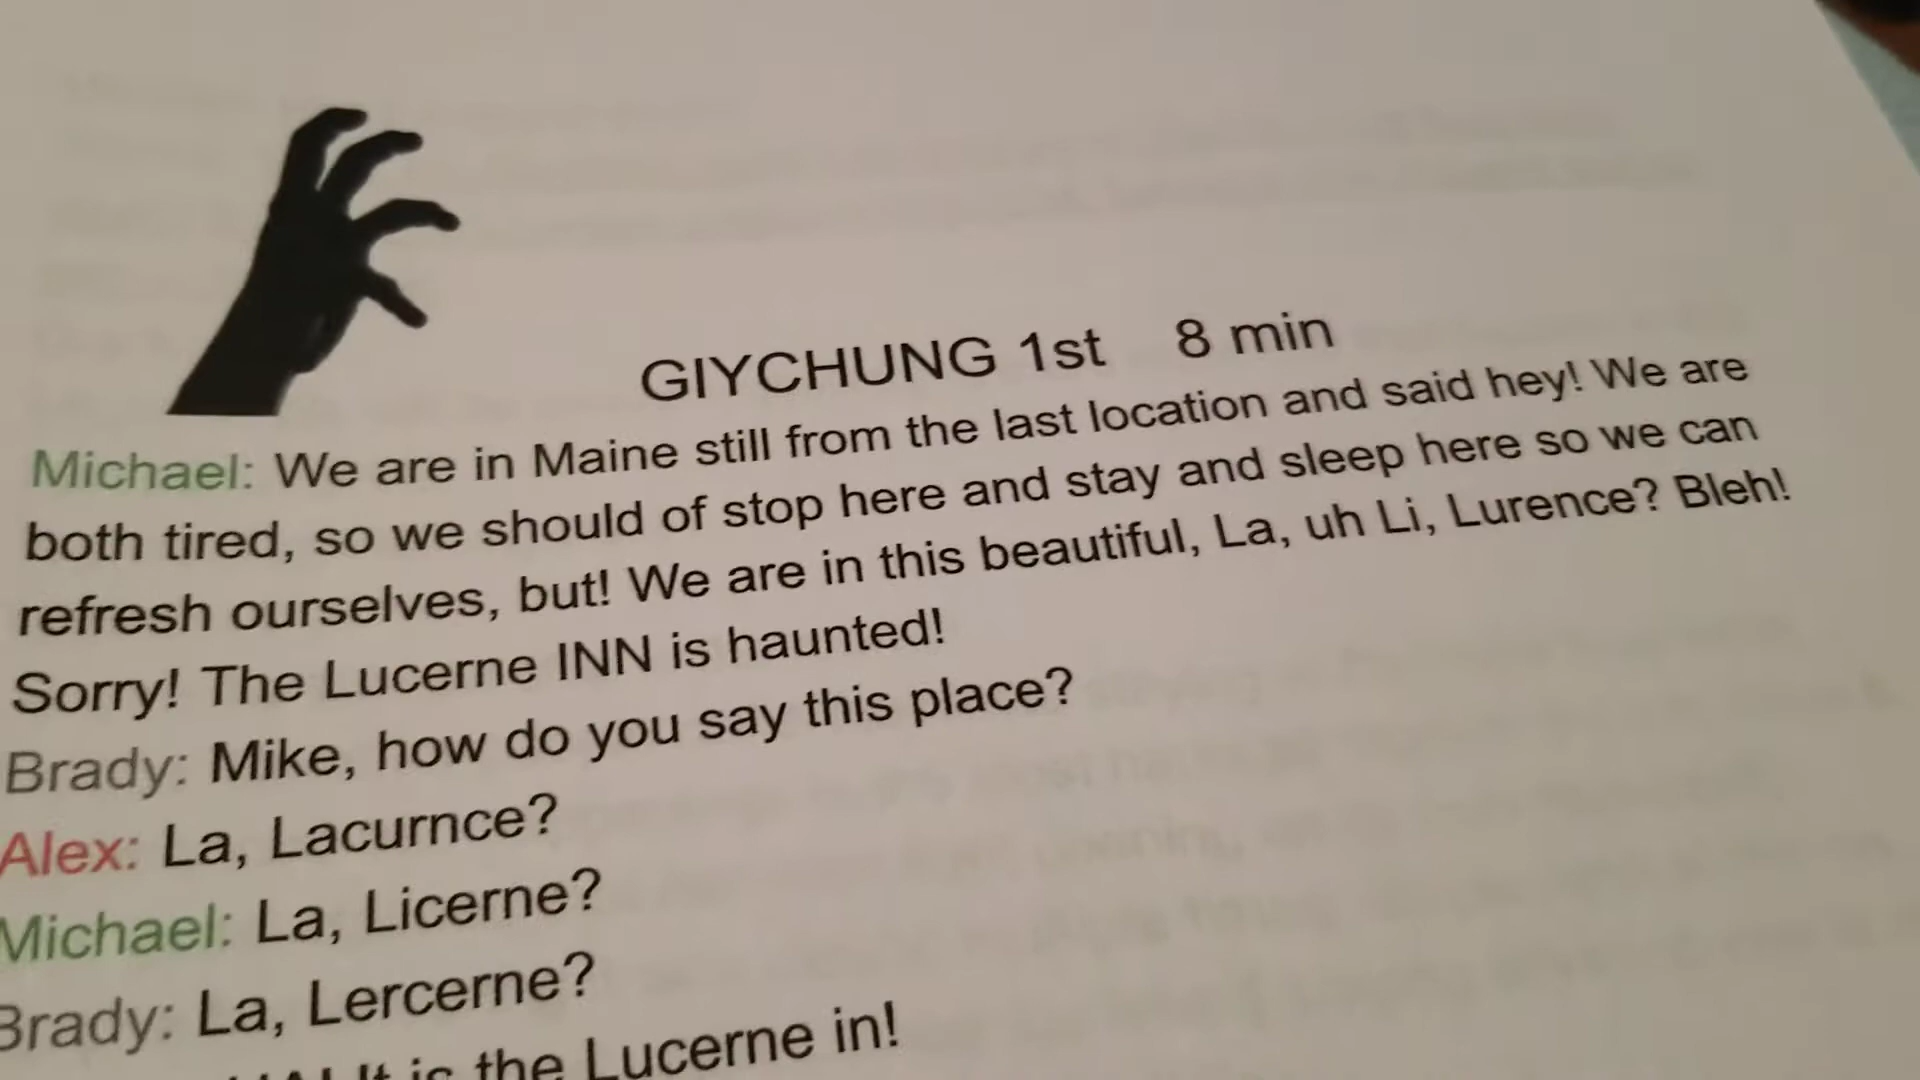 GIYCHUNG 1st 8 min
Michael: We are in Maine still from the last location and said hey! We are
both tired, so we should of stop here and stay and sleep here so we can
refresh ourselves, but! We are in this beautiful, La, uh Li, Lurence? Bleh!
Sorry! The Lucerne INN is haunted!
Brady: Mike, how do you say this place?
Alex: La, Lacurnce?
Michael: La, Licerne?
Brady: La, Lercerne?
It is the Lucerne in!